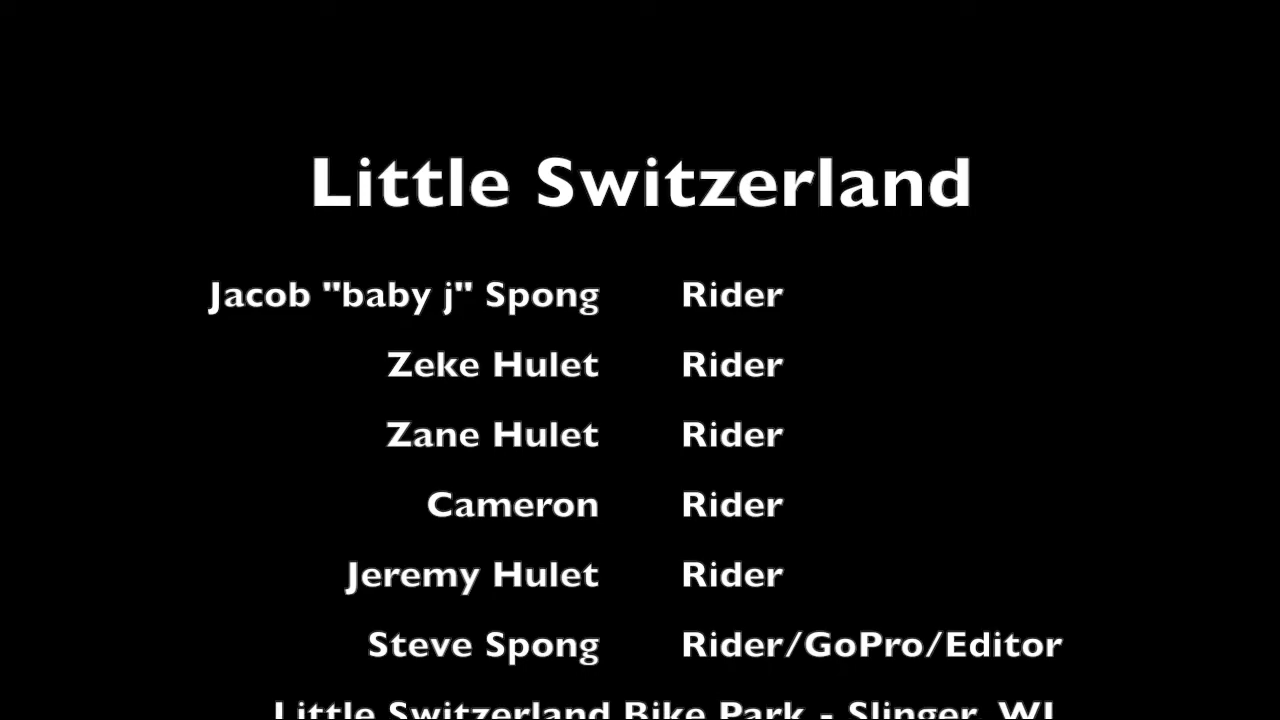 Little Switzerland
Jacob "baby j" Spong Rider
Zeke Hulet Rider
Zane Hulet Rider
Cameron Rider
Jeremy Hulet Rider
Steve Spong Rider/GoPro/Editor
Little Switzerland Bike Park - Slinger, WI